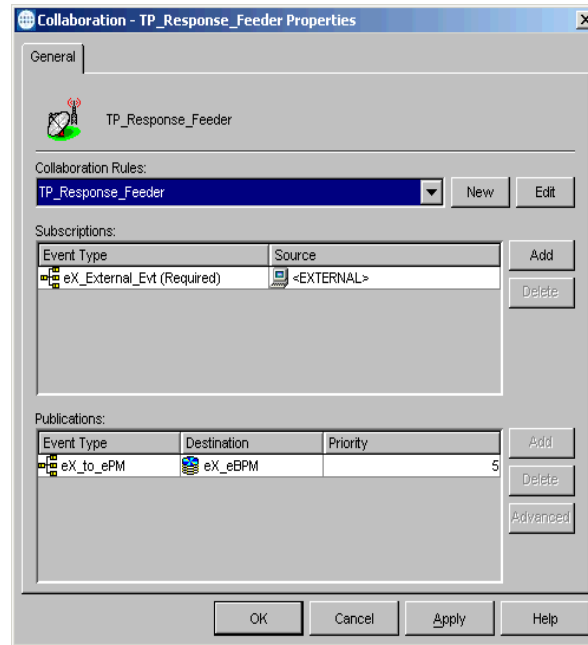 Collaboration - TP_Response_Feeder Properties
General
TP_Response_Feeder
Collaboration Rules:
TP_Response_Feeder
New
Edit
Subscriptions:
Event Type Source
eX_External_Evt (Required) <EXTERNAL>
Add
Delete
Publications:
Event Type Destination Priority
eX_to_ePM eX_eBPM 5
Add
Delete
Advanced
OK Cancel Apply Help